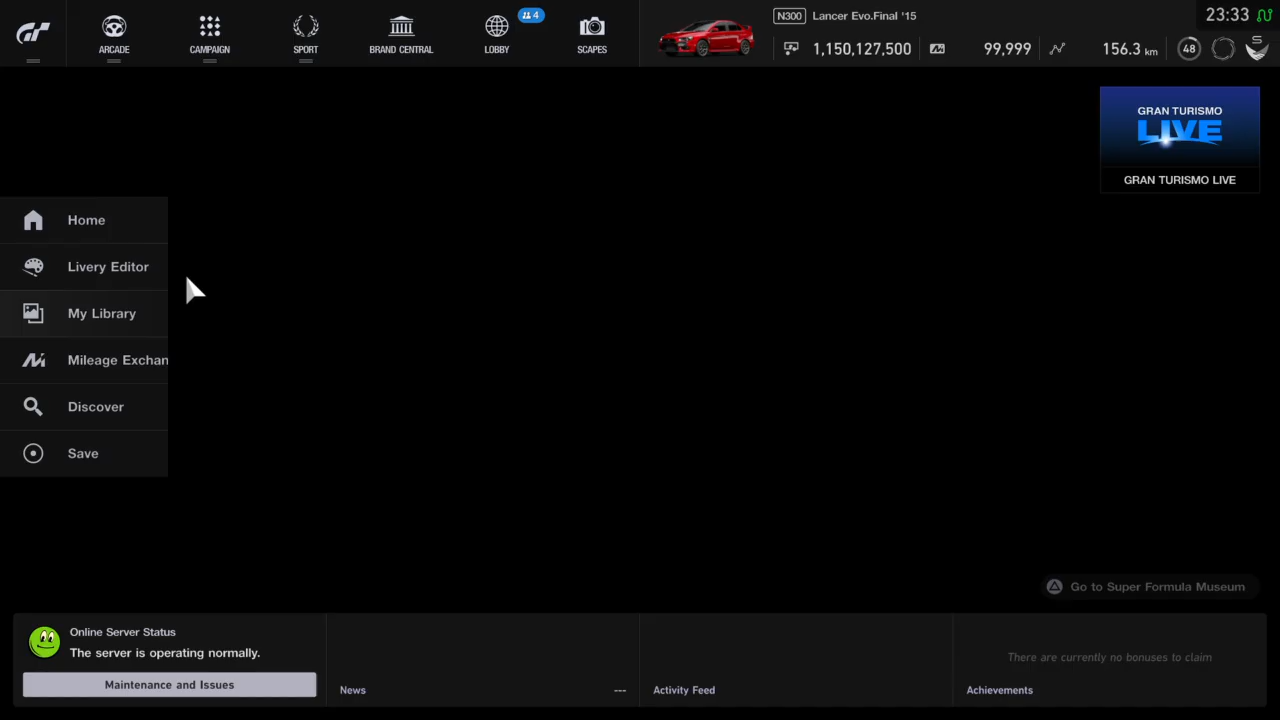 ARCADE
CAMPAIGN
SPORT
BRAND CENTRAL
4
LOBBY
SCAPES
N300 Lancer Evo.Final '15
1,150,127,500
99,999
156.3 km
48
S
23:33
GRAN TURISMO
LIVE
GRAN TURISMO LIVE
Home
Livery Editor
My Library
Mileage Exchan
Discover
Save
Go to Super Formula Museum
Online Server Status
The server is operating normally.
Maintenance and Issues
News ---
Activity Feed
There are currently no bonuses to claim
Achievements